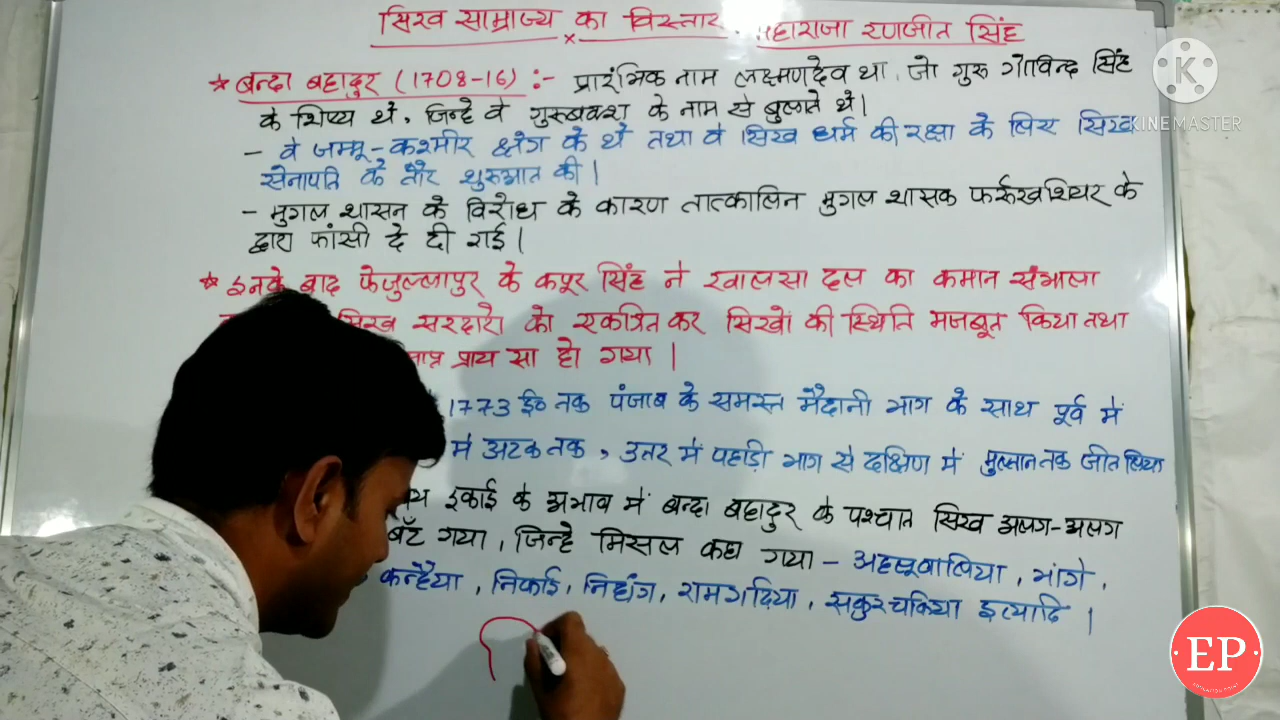 सिख साम्राज्य का विस्तार, महाराजा रणजीत सिंह
* बन्दा बहादुर (1708-16) :- प्रारंभिक नाम लक्ष्मणदेव था, जो गुरु गोविन्द सिंह
के शिष्य थे, जिन्हे वे गुरुबक्श के नाम से बुलाते थे।
- वे जम्मू-कश्मीर क्षेत्र के थे तथा वे सिख धर्म की रक्षा के लिए सिख
सेनापति के तौर शुरुआत की।
- मुगल शासन के विरोध के कारण तात्कालिन मुगल शासक फर्रुखशियर के
द्वारा फांसी दे दी गई।
* इनके बाद फेजुल्लापुर के कपूर सिंह ने खालसा दल का कमान संभाला
सिख सरदारो को एकत्रित कर सिखों की स्थिति मजबूत किया तथा
प्राय सा हो गया।
1773 ई० तक पंजाब के समस्त मैदानी भाग के साथ पूर्व में
में अटक तक, उत्तर में पहाड़ी भाग से दक्षिण में मुल्तान तक जीत लिया
इकाई के अभाव में बन्दा बहादुर के पश्चात सिख अलग-अलग
बँट गया, जिन्हे मिसल कहा गया - अहलूवालिया, भांगे,
कन्हैया, निकाई, निहंग, रामगढ़िया, सकुरचकिया इत्यादि।
K
KINEMASTER
EP
EDUCATION POINT